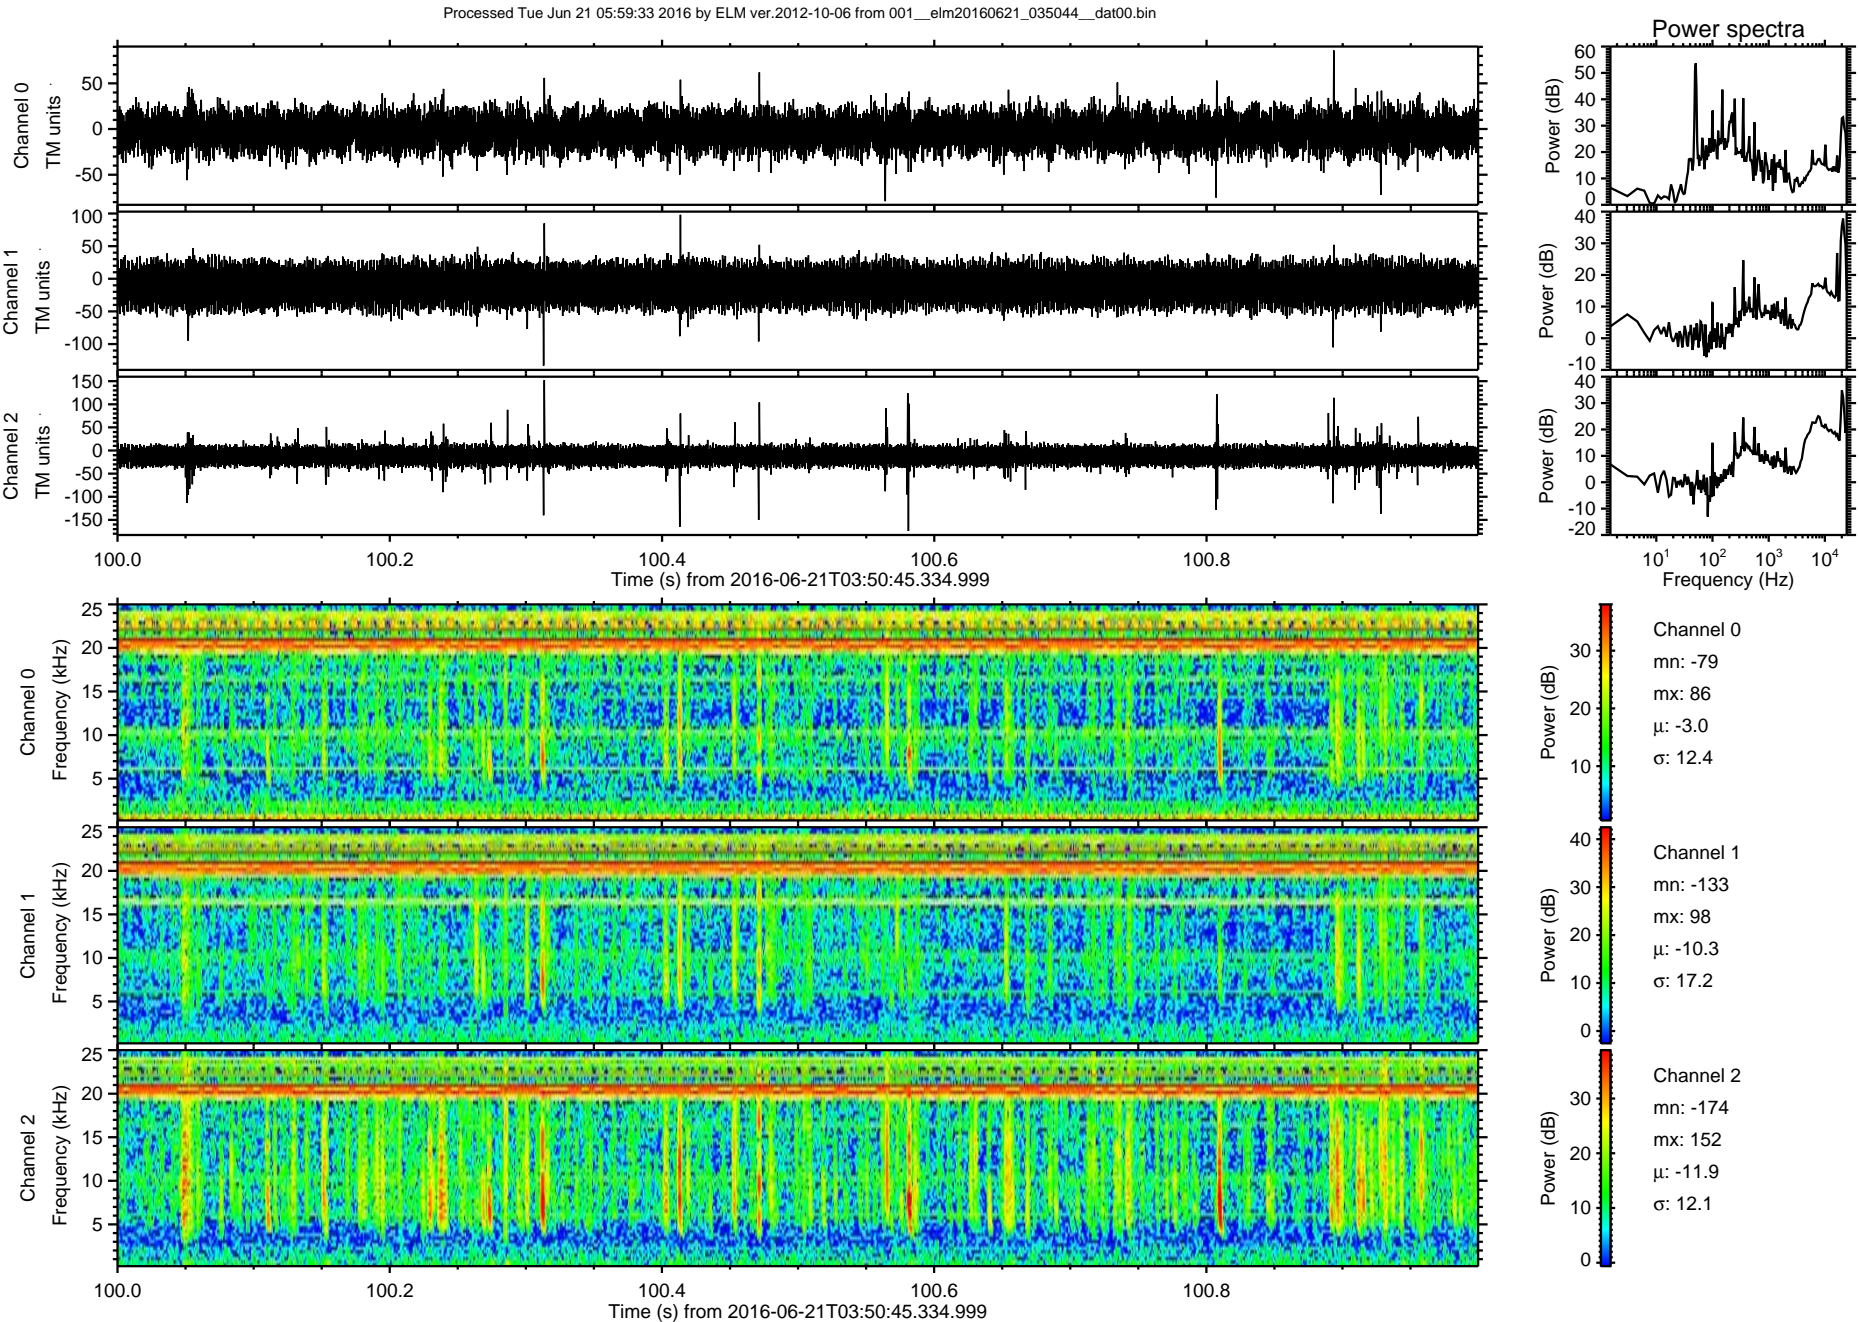 Processed Tue Jun 21 05:59:33 2016 by ELM ver.2012-10-06 from 001__elm20160621_035044__dat00.bin
Power spectra
Channel 0
TM units
50
0
-50
Power (dB)
60
50
40
30
20
10
0
Channel 1
TM units
100
50
0
-50
-100
Power (dB)
40
30
20
10
0
-10
Channel 2
TM units
150
100
50
0
-50
-100
-150
Power (dB)
40
30
20
10
0
-10
-20
100.0 100.2 100.4 100.6 100.8
Time (s) from 2016-06-21T03:50:45.334.999
10^1 10^2 10^3 10^4
Frequency (Hz)
Channel 0
Frequency (kHz)
25
20
15
10
5
Power (dB)
30
20
10
Channel 0
mn: -79
mx: 86
μ: -3.0
σ: 12.4
Channel 1
Frequency (kHz)
25
20
15
10
5
Power (dB)
40
30
20
10
0
Channel 1
mn: -133
mx: 98
μ: -10.3
σ: 17.2
Channel 2
Frequency (kHz)
25
20
15
10
5
Power (dB)
30
20
10
0
Channel 2
mn: -174
mx: 152
μ: -11.9
σ: 12.1
100.0 100.2 100.4 100.6 100.8
Time (s) from 2016-06-21T03:50:45.334.999